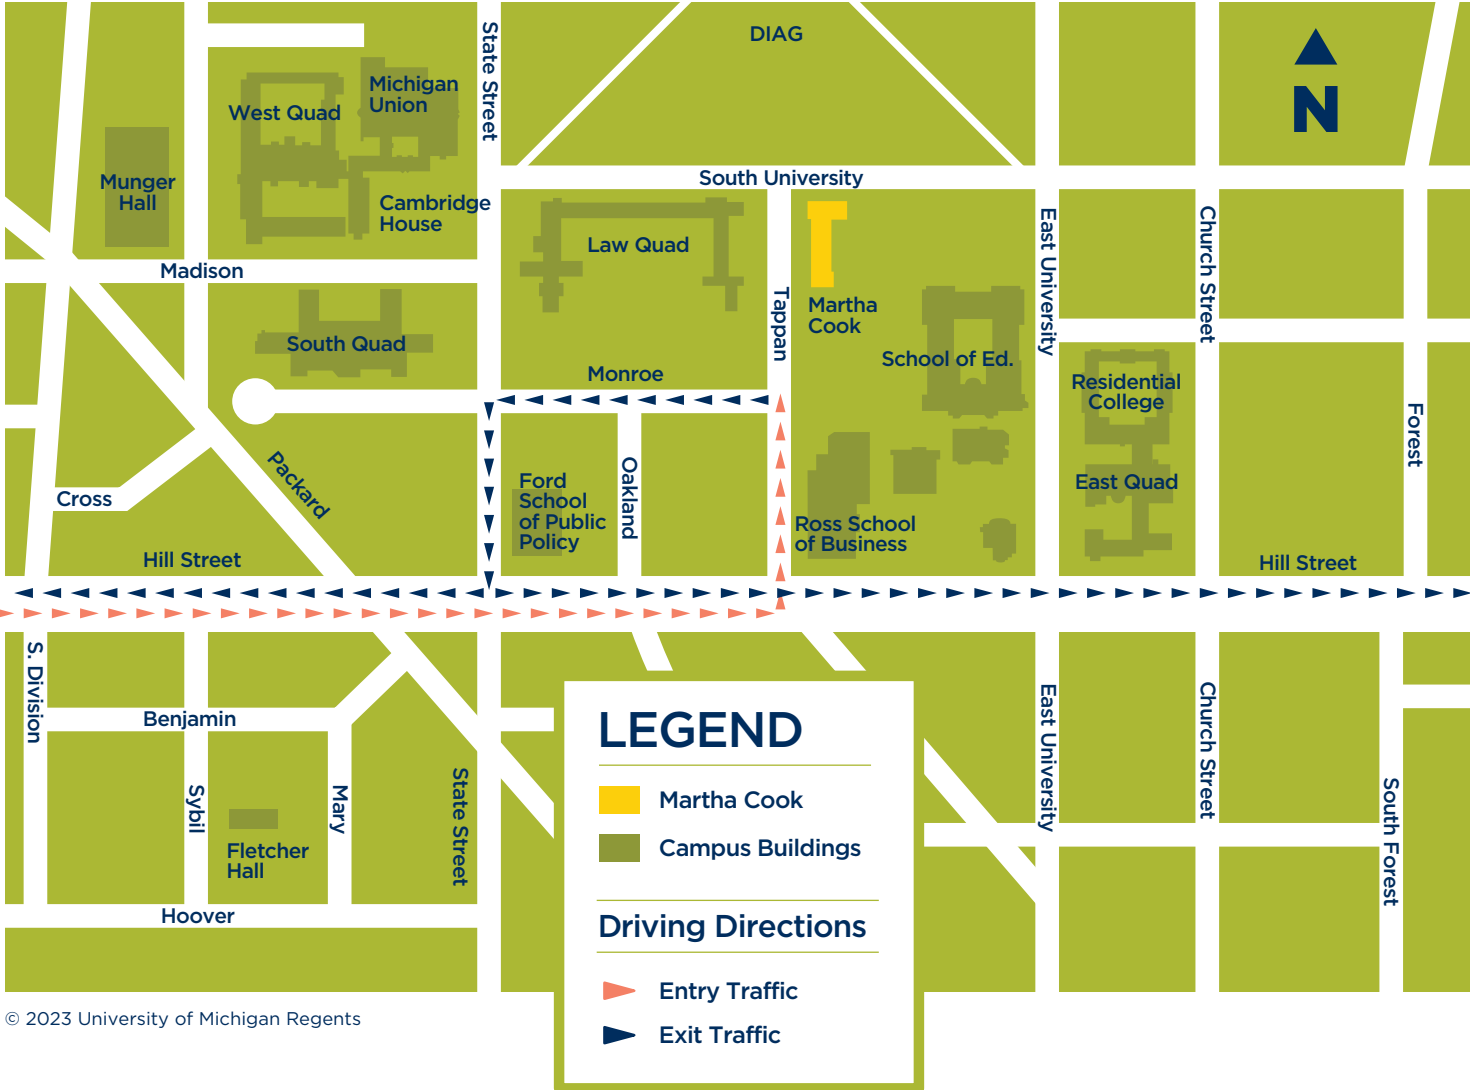 DIAG
State Street
Michigan
Union
West Quad
N
Munger
Hall
South University
Cambridge
House
Law Quad
East University
Church Street
Madison
Tappan
Martha
Cook
South Quad
School of Ed.
Monroe
Residential
College
Forest
Packard
Cross
Ford
School
of Public
Policy
Oakland
East Quad
Ross School
of Business
Hill Street
Hill Street
S. Division
Benjamin
East University
Church Street
LEGEND
Sybil
Mary
State Street
South Forest
Martha Cook
Fletcher
Hall
Campus Buildings
Hoover
Driving Directions
Entry Traffic
Exit Traffic
© 2023 University of Michigan Regents